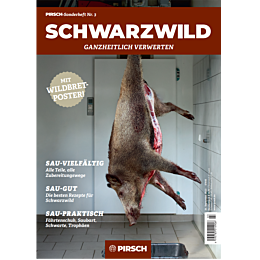 PIRSCH-Sonderheft Nr. 3
SCHWARZWILD
GANZHEITLICH VERWERTEN
MIT
WILDBRET-
POSTER!
SAU-VIELFÄLTIG
Alle Teile, alle
Zubereitungswege
SAU-GUT
Die besten Rezepte für
Schwarzwild
SAU-PRAKTISCH
Fährtenschuh, Saubart,
Schwarte, Trophäen
PIRSCH